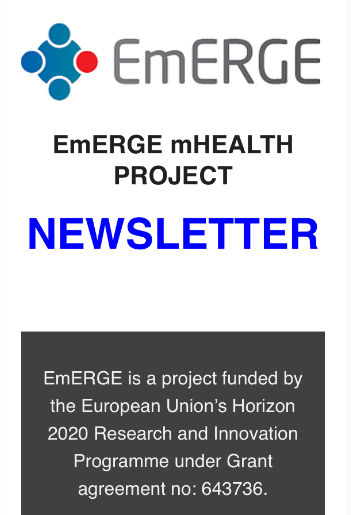 EmERGE
EmERGE mHEALTH
PROJECT
NEWSLETTER
EmERGE is a project funded by
the European Union’s Horizon
2020 Research and Innovation
Programme under Grant
agreement no: 643736.